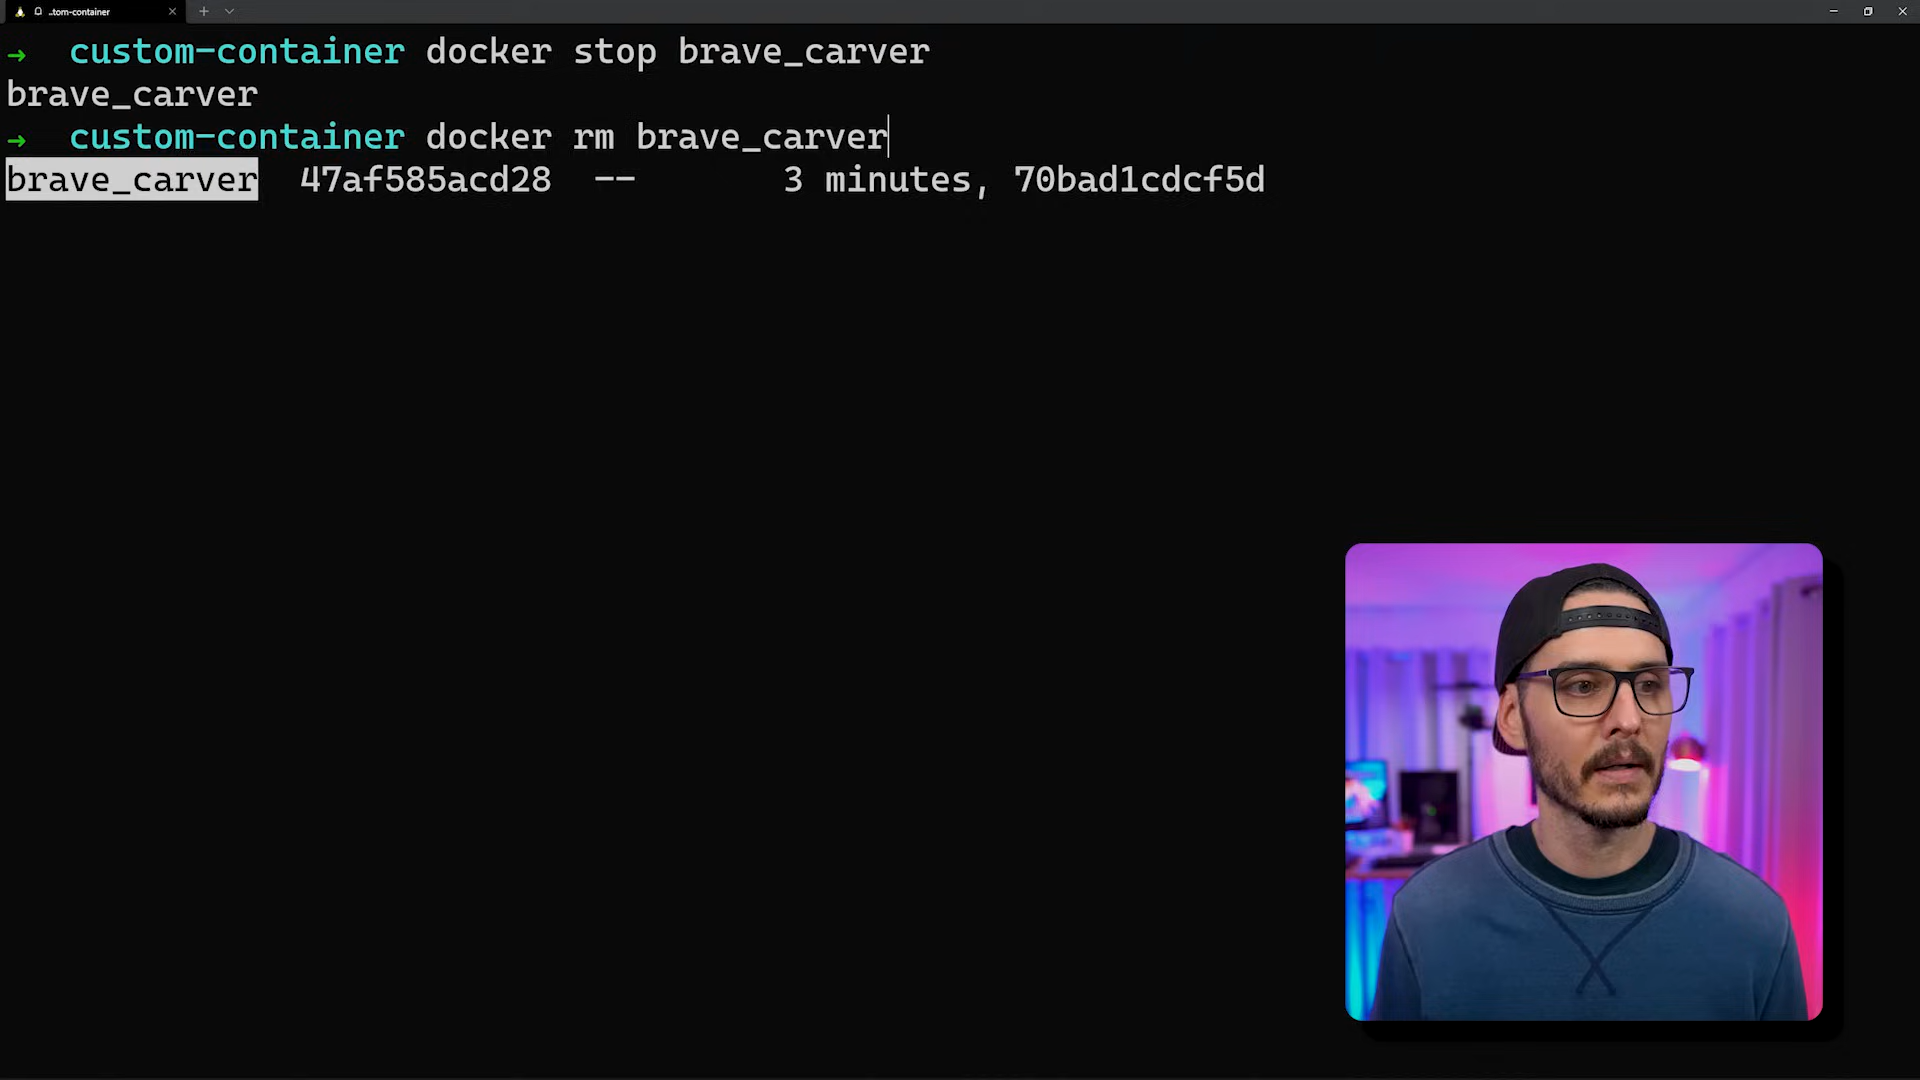 ..tom-container
→ custom-container docker stop brave_carver
brave_carver
→ custom-container docker rm brave_carver
brave_carver 47af585acd28 -- 3 minutes, 70bad1cdcf5d